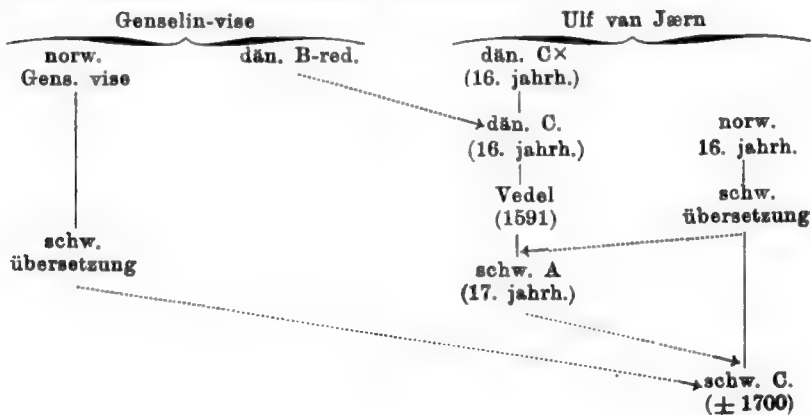 Genselin-vise
Ulf van Jærn
norw.
Gens. vise
dän. B-red.
dän. C×
(16. jahrh.)
dän. C.
(16. jahrh.)
norw.
16. jahrh.
Vedel
(1591)
schw.
übersetzung
schw.
übersetzung
schw. A
(17. jahrh.)
schw. C.
(± 1700)